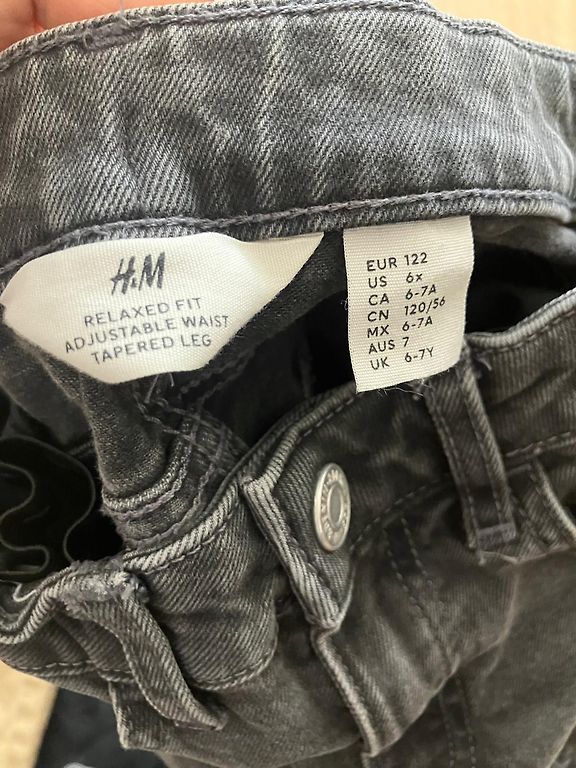 H&M
RELAXED FIT
ADJUSTABLE WAIST
TAPERED LEG
EUR 122
US 6x
CA 6-7A
CN 120/56
MX 6-7A
AUS 7
UK 6-7Y